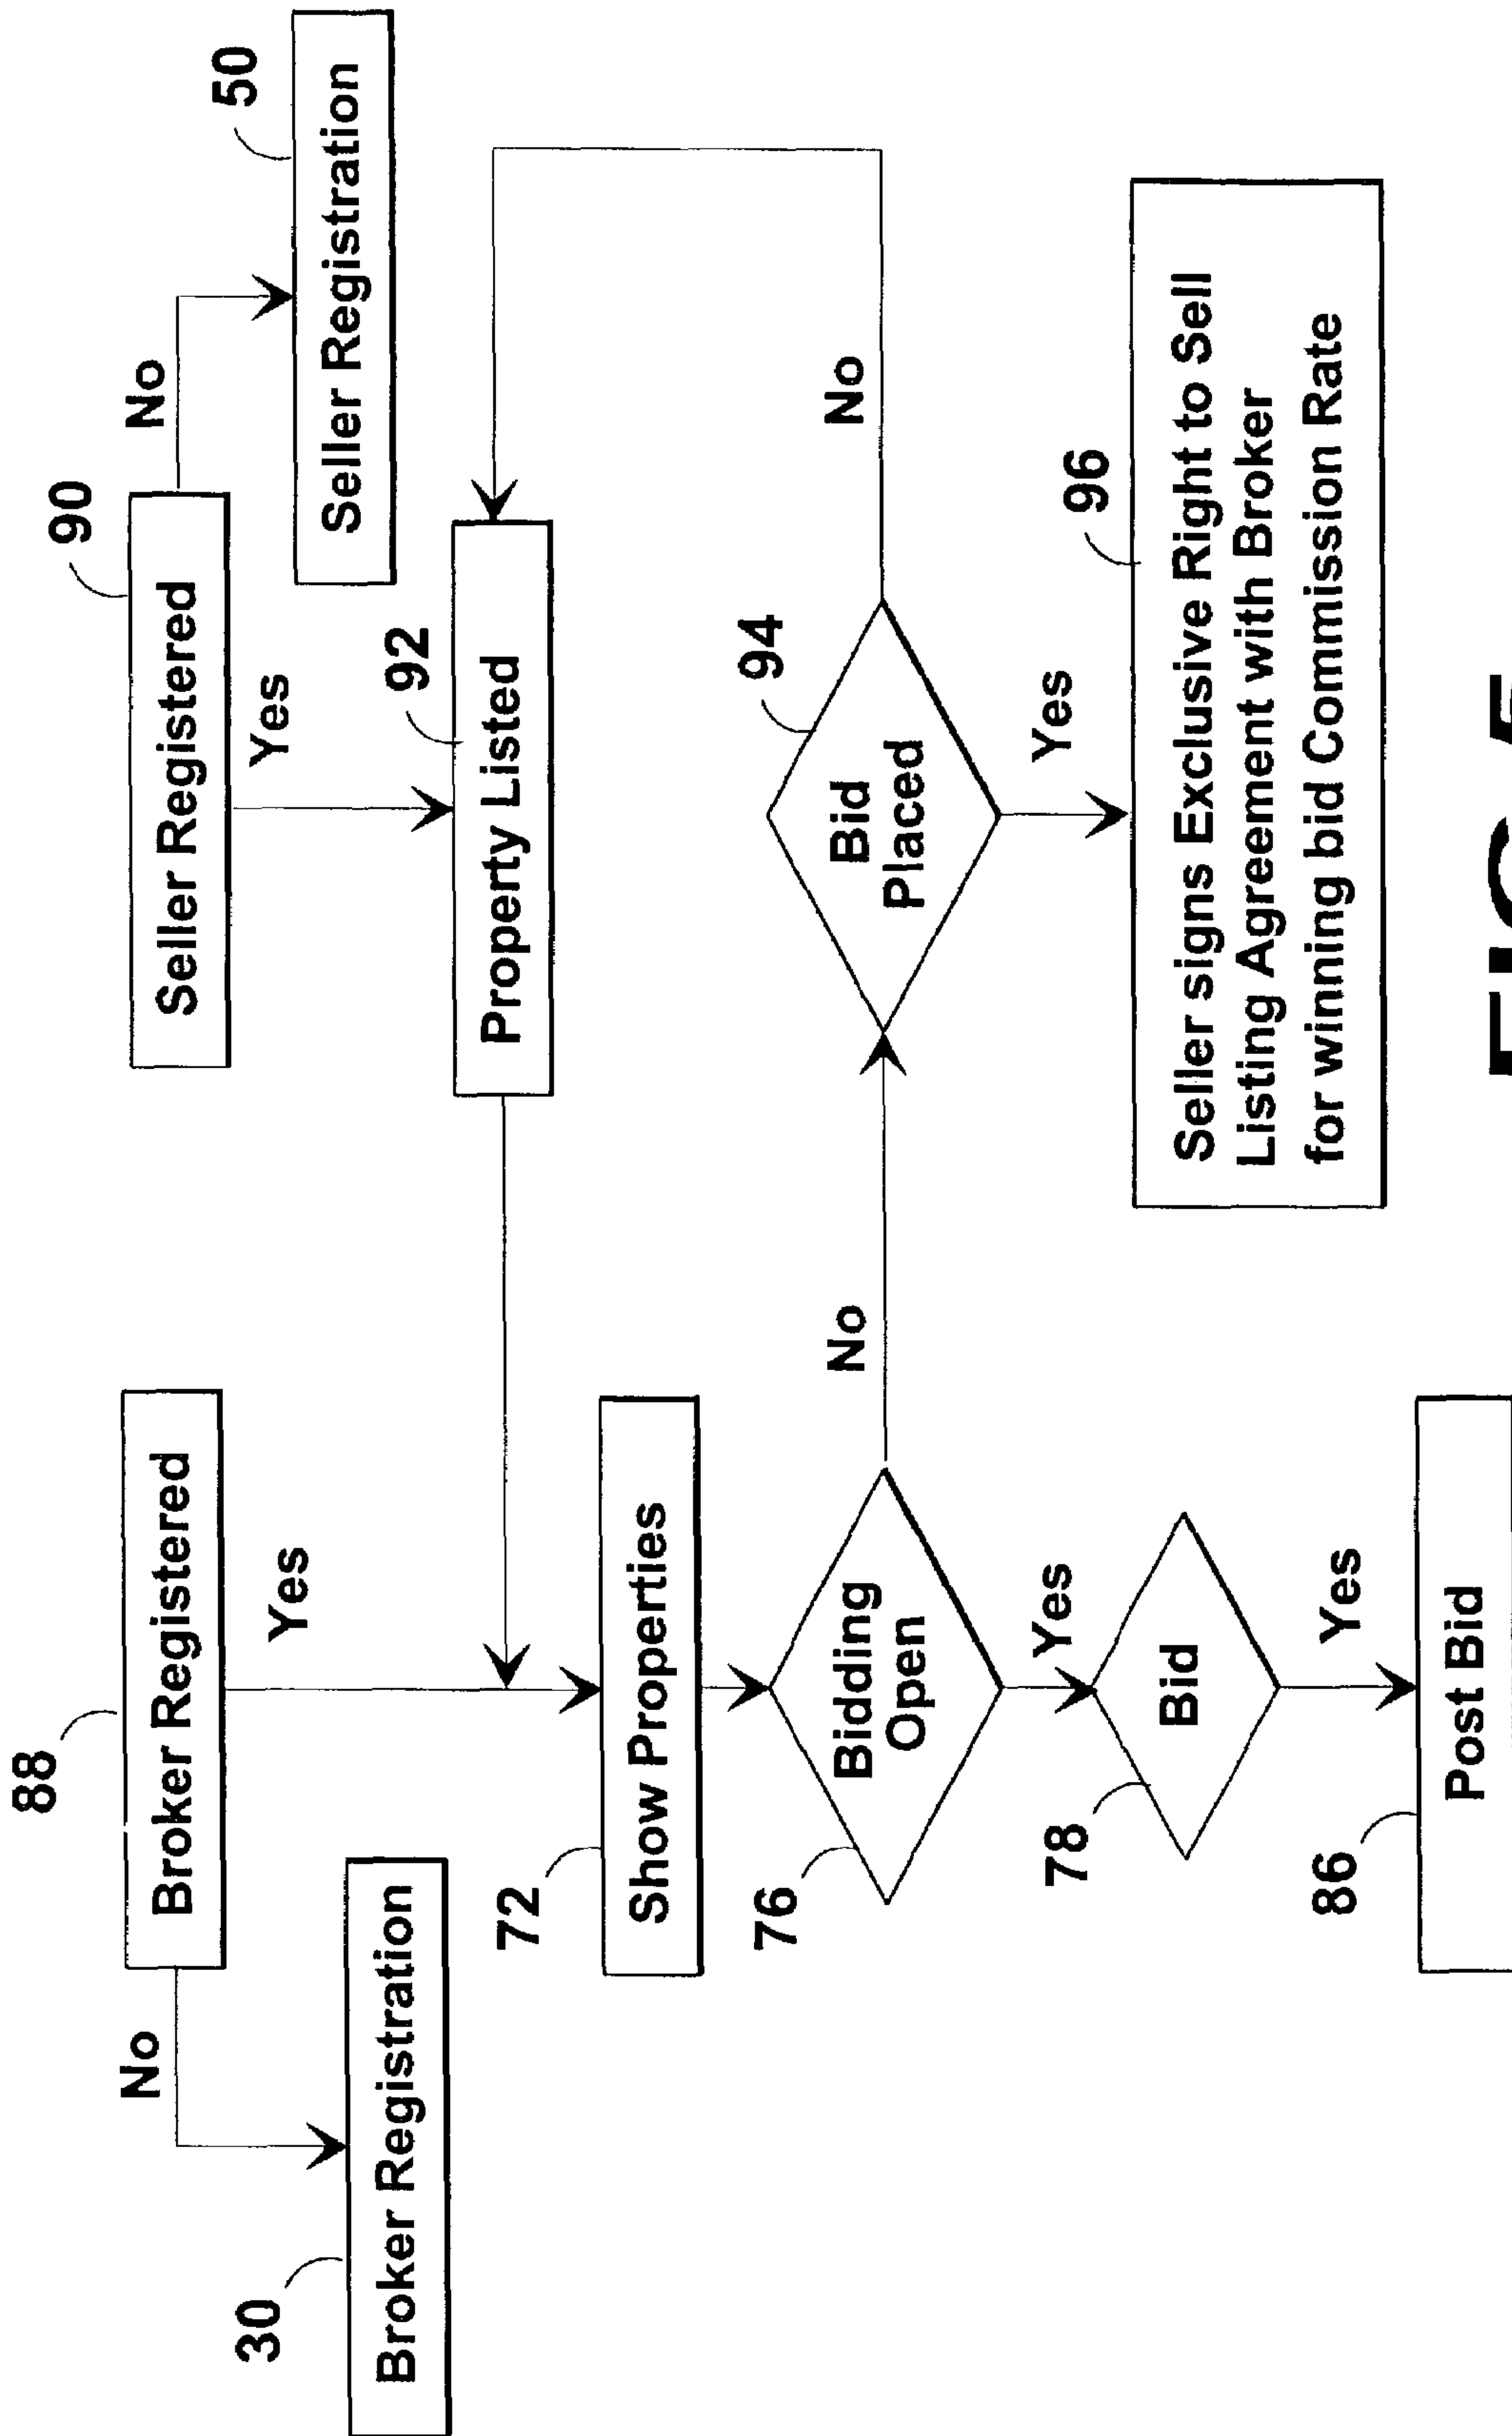 88
Broker Registered
No
Yes
30
Broker Registration
90
Seller Registered
No
50
Seller Registration
Yes
92
Property Listed
72
Show Properties
76
Bidding
Open
No
94
Bid
Placed
No
Yes
78
Bid
Yes
86
Post Bid
Yes
96
Seller signs Exclusive Right to Sell
Listing Agreement with Broker
for winning bid Commission Rate